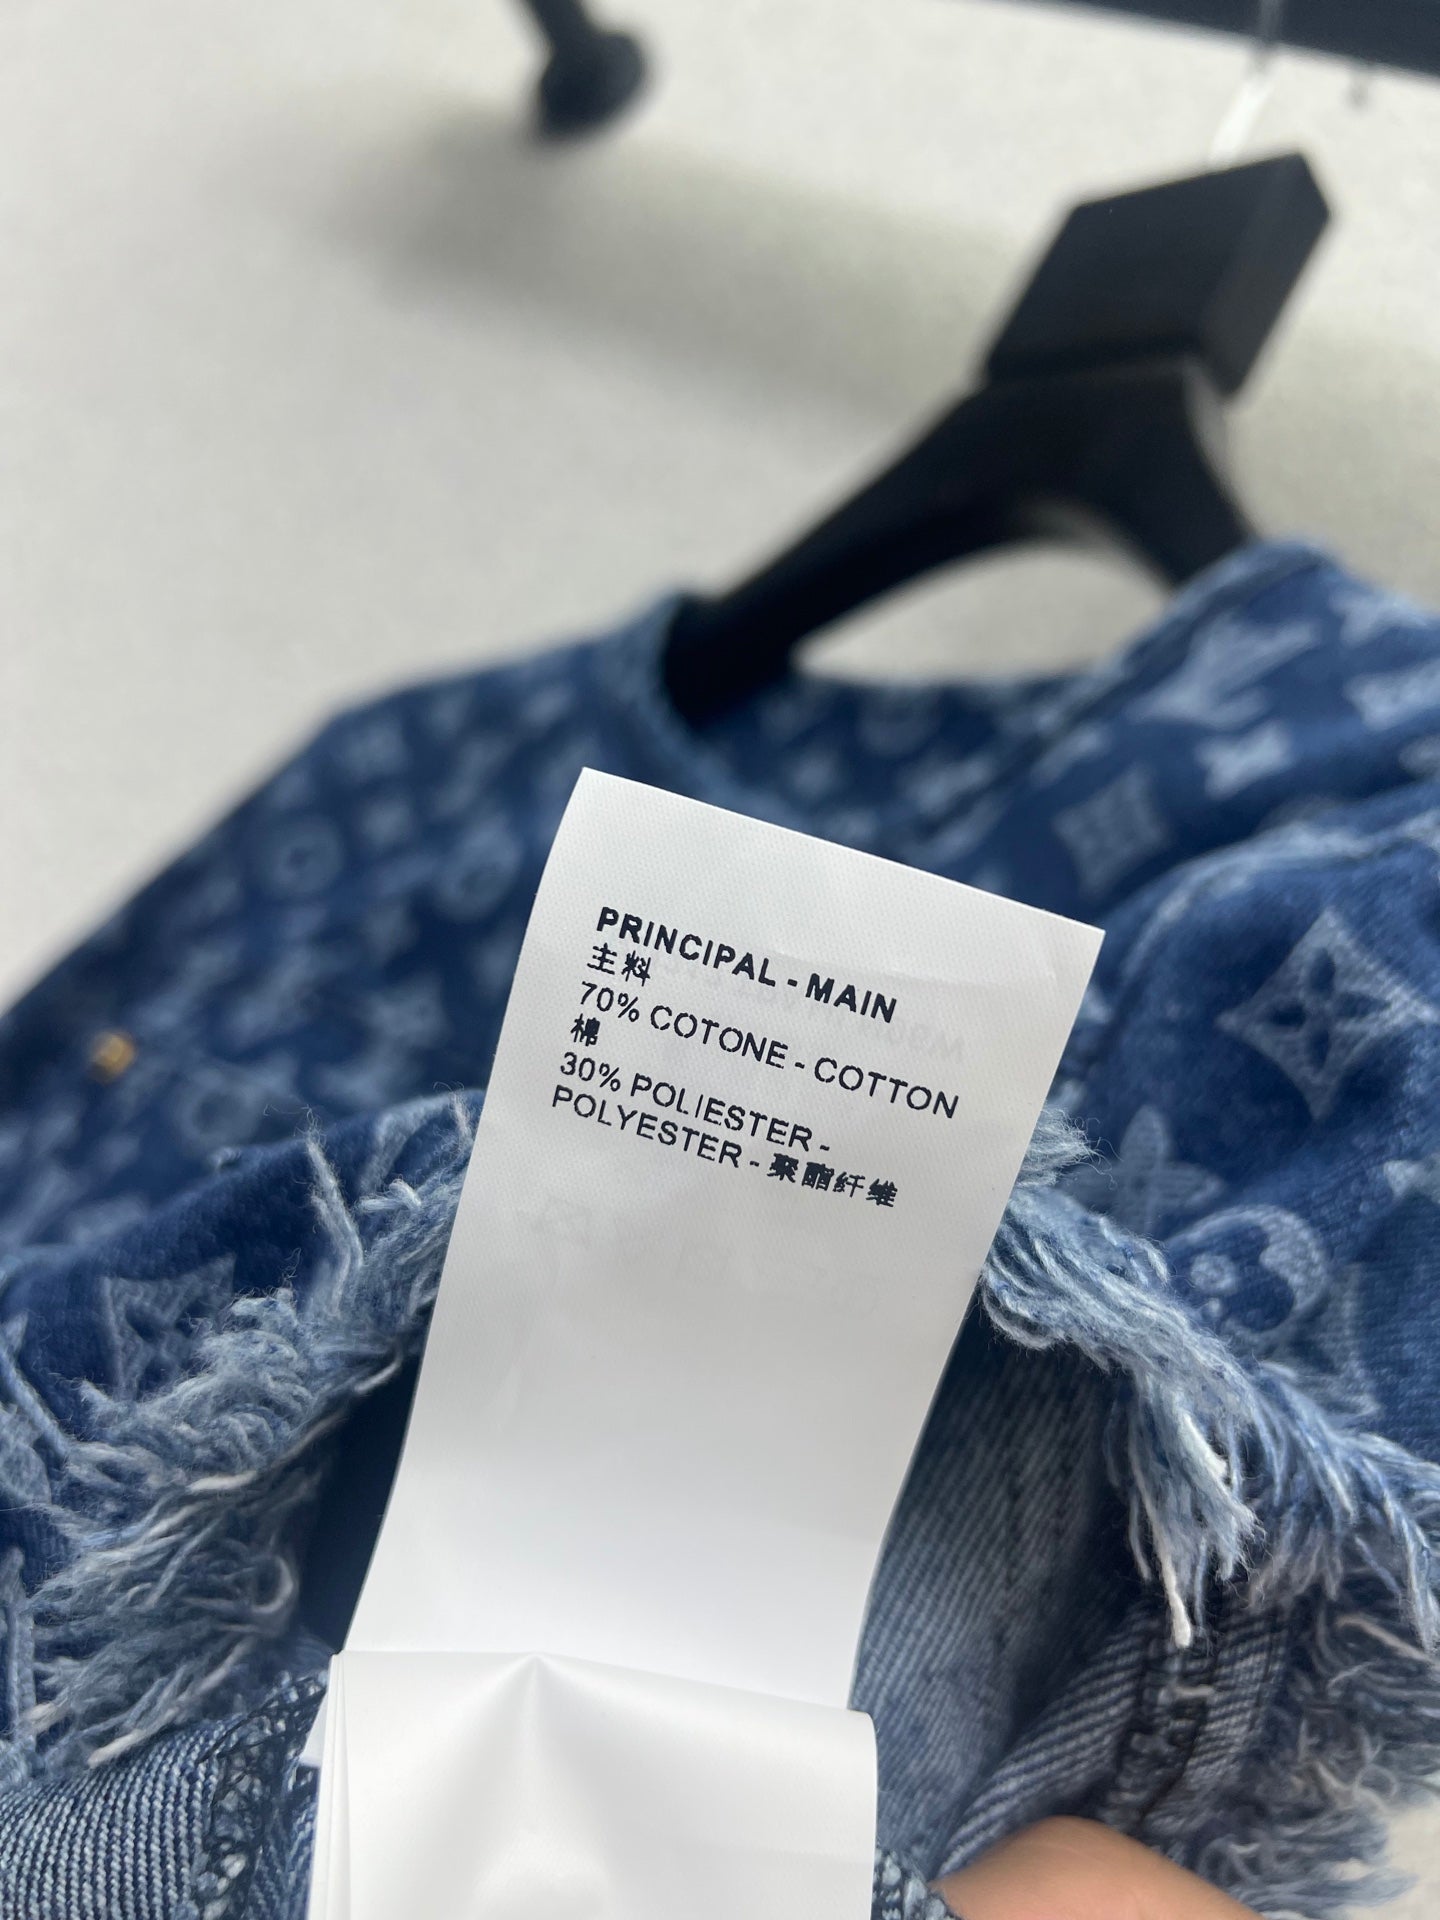 PRINCIPAL - MAIN
主料
70% COTONE - COTTON
棉
30% POLIESTER -
POLYESTER - 聚酯纤维